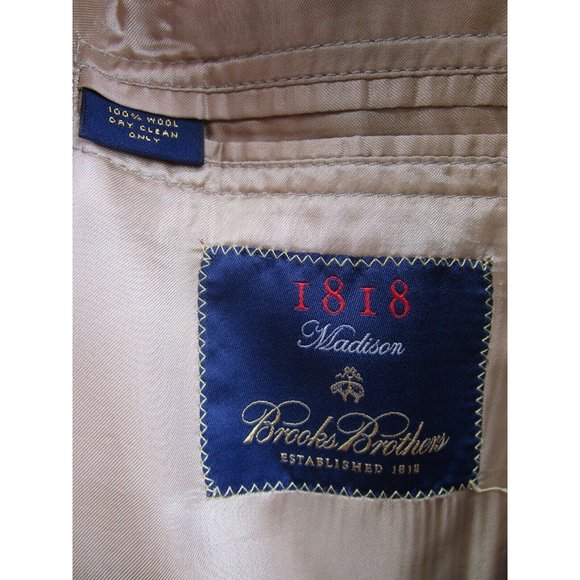 100% WOOL
DRY CLEAN
ONLY
1818
Madison
Brooks Brothers
ESTABLISHED 1818